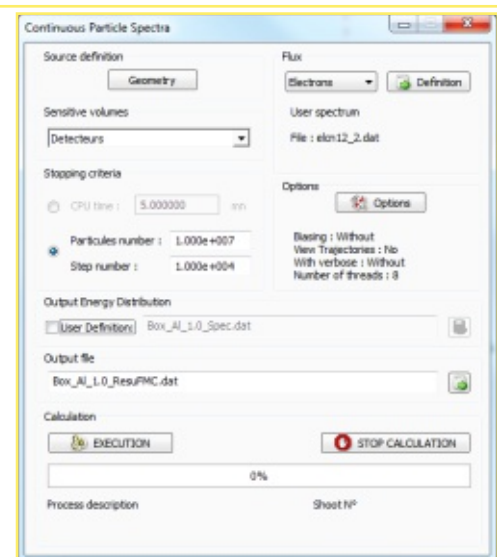 Continuous Particle Spectra
Source definition
Geometry
Flux
Electrons
Definition
User spectrum
File : elcn12_2.dat
Sensitive volumes
Detecteurs
Stopping criteria
CPU time : 5.000000 mn
Particules number : 1.000e+007
Step number : 1.000e+004
Options
Options
Biasing : Without
View Trajectories : No
With verbose : Without
Number of threads : 8
Output Energy Distribution
User Definition: Box_Al_1.0_Spec.dat
Output file
Box_Al_1.0_ResuFMC.dat
Calculation
EXECUTION
STOP CALCULATION
0%
Process description
Shoot N°